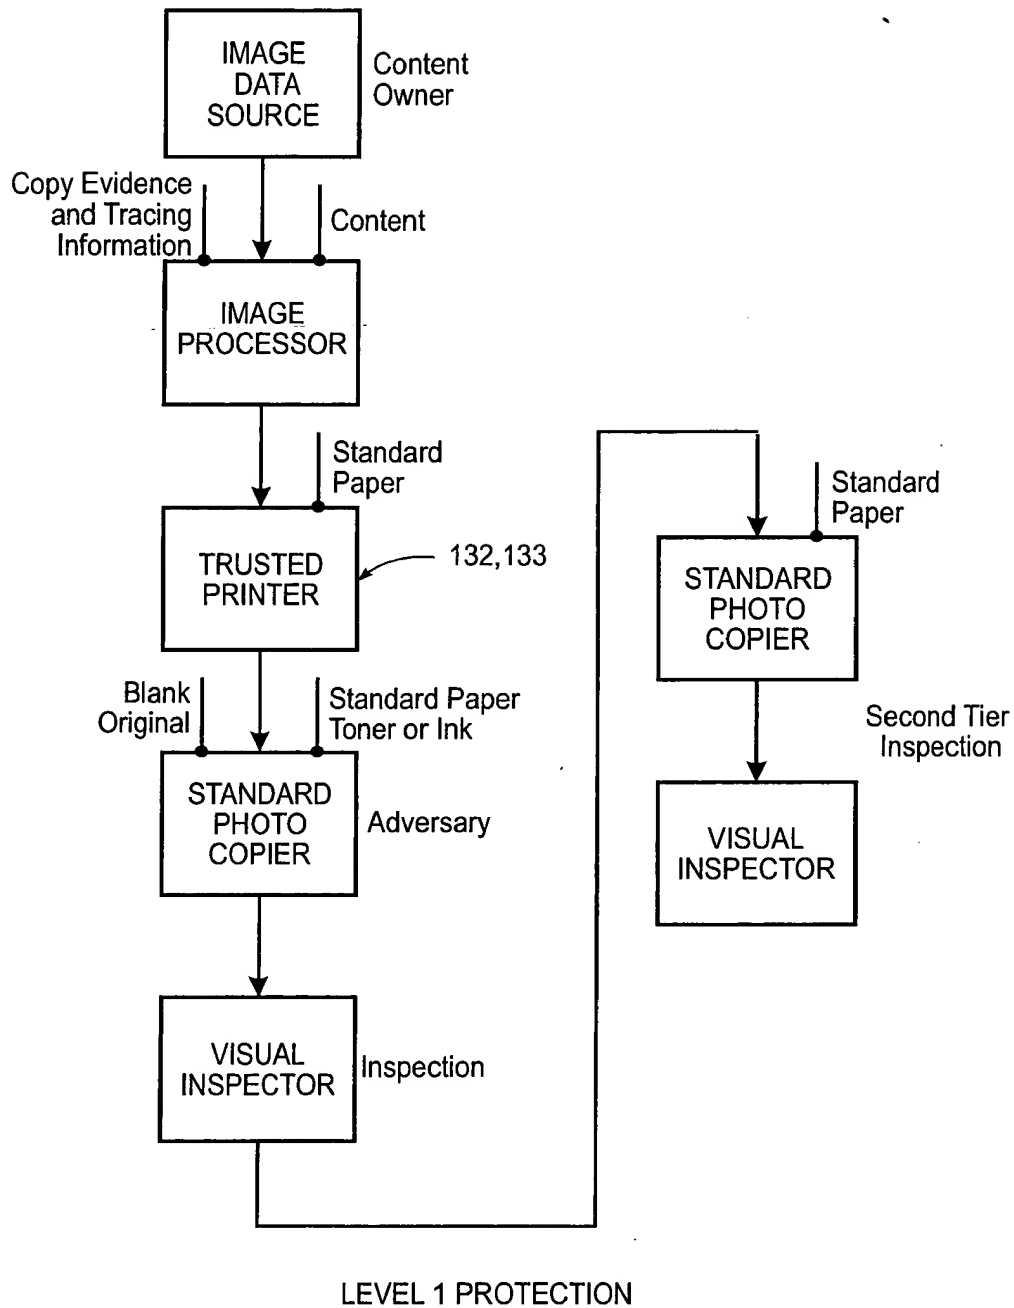 IMAGE
DATA
SOURCE
Content
Owner
Copy Evidence
and Tracing
Information
Content
IMAGE
PROCESSOR
Standard
Paper
TRUSTED
PRINTER
132,133
Blank
Original
Standard Paper
Toner or Ink
STANDARD
PHOTO
COPIER
Adversary
VISUAL
INSPECTOR
Inspection
Standard
Paper
STANDARD
PHOTO
COPIER
Second Tier
Inspection
VISUAL
INSPECTOR
LEVEL 1 PROTECTION